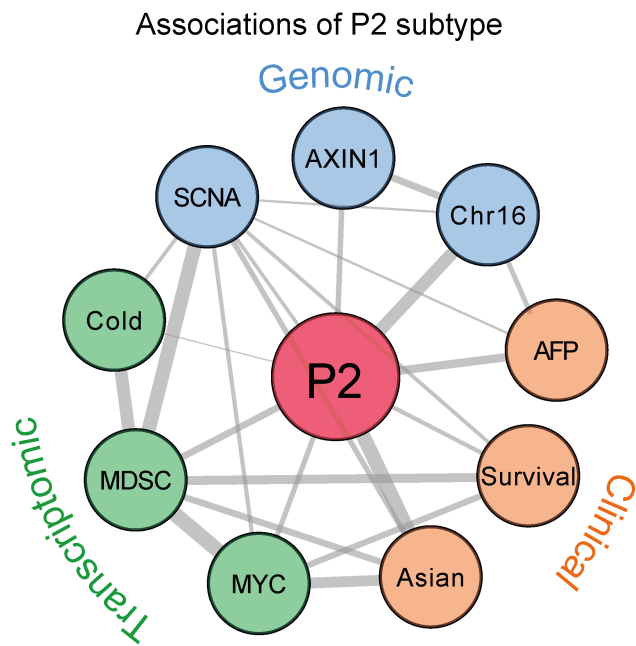 Associations of P2 subtype
Genomic
AXIN1
SCNA
Chr16
Cold
AFP
P2
MDSC
Survival
MYC
Asian
Transcriptomic
Clinical